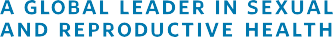 A GLOBAL LEADER IN SEXUAL
AND REPRODUCTIVE HEALTH